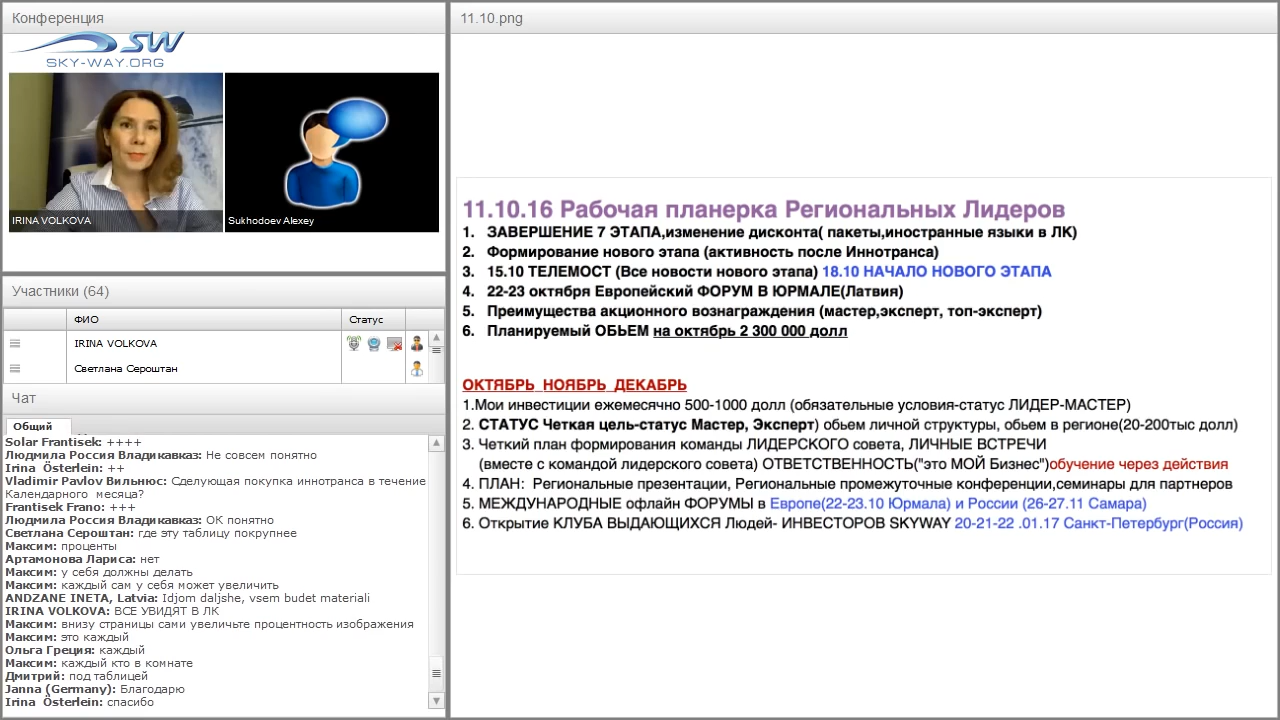 Конференция
SW
SKY-WAY.ORG
IRINA VOLKOVA
Sukhodoev Alexey
Участники (64)
ФИО Статус
IRINA VOLKOVA
Светлана Сероштан
Чат
Общий
Solar Frantisek: ++++
Людмила Россия Владикавказ: Не совсем понятно
Irina Österlein: ++
Vladimir Pavlov Вильнюс: Сделующая покупка иннотранса в течение
Календарного месяца?
Frantisek Frano: +++
Людмила Россия Владикавказ: ОК понятно
Светлана Сероштан: где эту таблицу покрупнее
Максим: проценты
Артамонова Лариса: нет
Максим: у себя должны делать
Максим: каждый сам у себя может увеличить
ANDZANE INETA, Latvia: Idjom daljshe, vsem budet materiali
IRINA VOLKOVA: ВСЕ УВИДЯТ В ЛК
Максим: внизу страницы сами увеличьте процентность изображения
Максим: это каждый
Ольга Греция: каждый
Максим: каждый кто в комнате
Дмитрий: под таблицей
Janna (Germany): Благодарю
Irina Österlein: спасибо
11.10.png
11.10.16 Рабочая планерка Региональных Лидеров
1. ЗАВЕРШЕНИЕ 7 ЭТАПА,изменение дисконта( пакеты,иностранные языки в ЛК)
2. Формирование нового этапа (активность после Иннотранса)
3. 15.10 ТЕЛЕМОСТ (Все новости нового этапа) 18.10 НАЧАЛО НОВОГО ЭТАПА
4. 22-23 октября Европейский ФОРУМ В ЮРМАЛЕ(Латвия)
5. Преимущества акционного вознаграждения (мастер,эксперт, топ-эксперт)
6. Планируемый ОБЬЕМ на октябрь 2 300 000 долл
ОКТЯБРЬ НОЯБРЬ ДЕКАБРЬ
1.Мои инвестиции ежемесячно 500-1000 долл (обязательные условия-статус ЛИДЕР-МАСТЕР)
2. СТАТУС Четкая цель-статус Мастер, Эксперт) обьем личной структуры, обьем в регионе(20-200тыс долл)
3. Четкий план формирования команды ЛИДЕРСКОГО совета, ЛИЧНЫЕ ВСТРЕЧИ
(вместе с командой лидерского совета) ОТВЕТСТВЕННОСТЬ("это МОЙ Бизнес")обучение через действия
4. ПЛАН: Региональные презентации, Региональные промежуточные конференции,семинары для партнеров
5. МЕЖДУНАРОДНЫЕ офлайн ФОРУМЫ в Европе(22-23.10 Юрмала) и России (26-27.11 Самара)
6. Открытие КЛУБА ВЫДАЮЩИХСЯ Людей- ИНВЕСТОРОВ SKYWAY 20-21-22 .01.17 Санкт-Петербург(Россия)